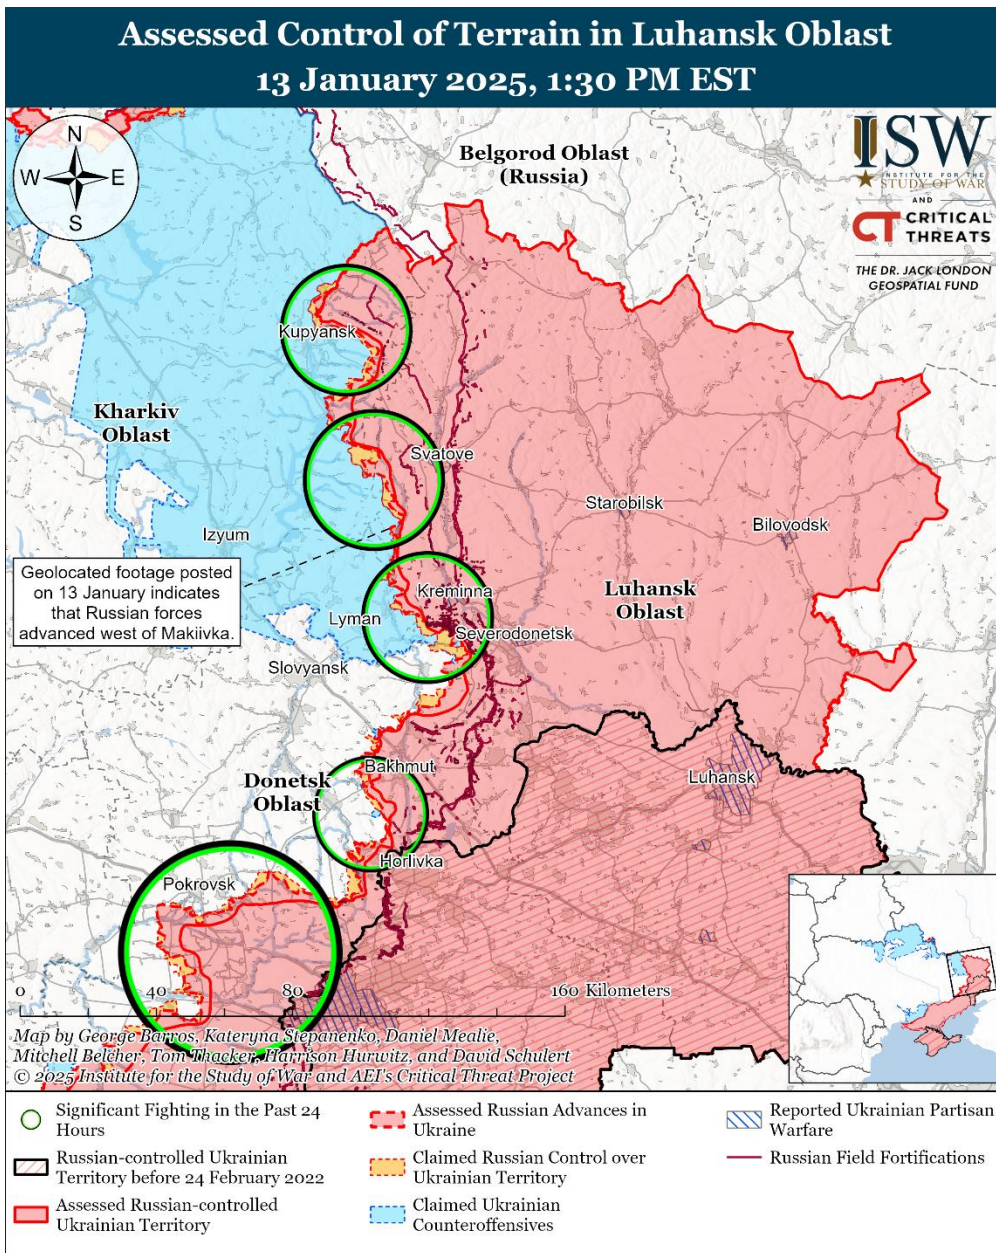 Assessed Control of Terrain in Luhansk Oblast
13 January 2025, 1:30 PM EST
N
W E
S
Belgorod Oblast
(Russia)
ISW
INSTITUTE FOR THE
STUDY OF WAR
AND
CT CRITICAL
THREATS
THE DR. JACK LONDON
GEOSPATIAL FUND
Kupyansk
Kharkiv
Oblast
Svatove
Starobilsk
Bilovodsk
Izyum
Geolocated footage posted
on 13 January indicates
that Russian forces
advanced west of Makiivka.
Kreminna
Luhansk
Oblast
Lyman
Severodonetsk
Slovyansk
Bakhmut
Donetsk
Oblast
Luhansk
Horlivka
Pokrovsk
0 40 80 160 Kilometers
Map by George Barros, Kateryna Stepanenko, Daniel Mealie,
Mitchell Belcher, Tom Thacker, Harrison Hurwitz, and David Schulert
© 2025 Institute for the Study of War and AEI's Critical Threat Project
Significant Fighting in the Past 24
Hours
Russian-controlled Ukrainian
Territory before 24 February 2022
Assessed Russian-controlled
Ukrainian Territory
Assessed Russian Advances in
Ukraine
Claimed Russian Control over
Ukrainian Territory
Claimed Ukrainian
Counteroffensives
Reported Ukrainian Partisan
Warfare
Russian Field Fortifications